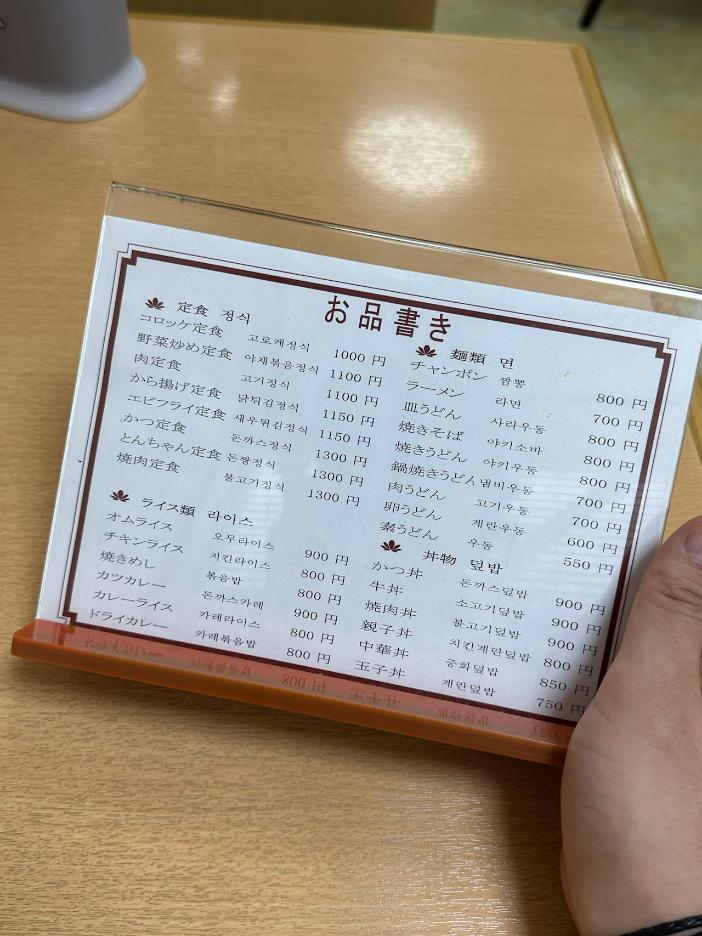 お品書き
定食 정식
コロッケ定食 고로케정식 1000 円
野菜炒め定食 야채볶음정식 1100 円
肉定食 고기정식 1100 円
から揚げ定食 닭튀김정식 1150 円
エビフライ定食 새우튀김정식 1150 円
かつ定食 돈까스정식 1300 円
とんちゃん定食 돈짱정식 1300 円
焼肉定食 불고기정식 1300 円
ライス類 라이스
オムライス 오무라이스 900 円
チキンライス 치킨라이스 800 円
焼きめし 볶음밥 800 円
カツカレー 돈까스카레 900 円
カレーライス 카레라이스 800 円
ドライカレー 카레볶음밥 800 円
麺類 면
チャンポン 짬뽕 800 円
ラーメン 라면 700 円
皿うどん 사라우동 800 円
焼きそば 야키소바 800 円
焼きうどん 야키우동 800 円
鍋焼きうどん 냄비우동 700 円
肉うどん 고기우동 700 円
卵うどん 계란우동 600 円
素うどん 우동 550 円
丼物 덮밥
かつ丼 돈까스덮밥 900 円
牛丼 소고기덮밥 900 円
焼肉丼 불고기덮밥 900 円
親子丼 치킨계란덮밥 800 円
中華丼 중화덮밥 850 円
玉子丼 계란덮밥 750 円